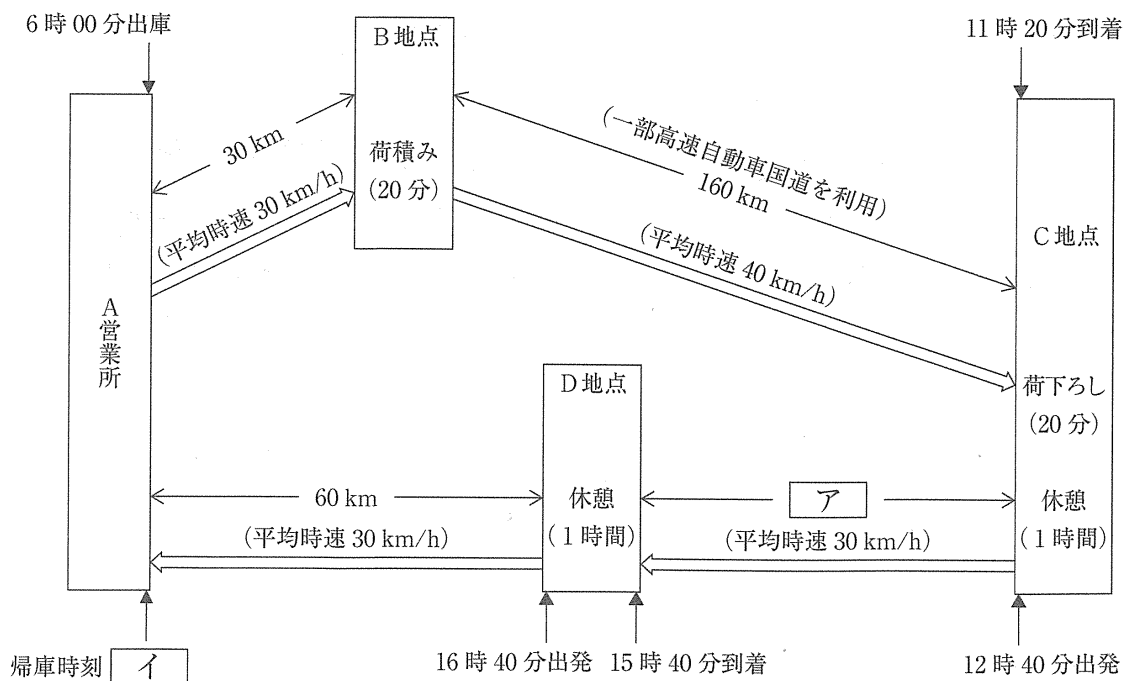 6時00分出庫
11時20分到着
B地点
30 km
荷積み
(20分)
(平均時速30 km/h)
(一部高速自動車国道を利用)
160 km
(平均時速40 km/h)
C地点
A営業所
D地点
荷下ろし
(20分)
60 km
休憩
(1時間)
ア
休憩
(1時間)
(平均時速30 km/h)
(平均時速30 km/h)
帰庫時刻 イ
16時40分出発
15時40分到着
12時40分出発